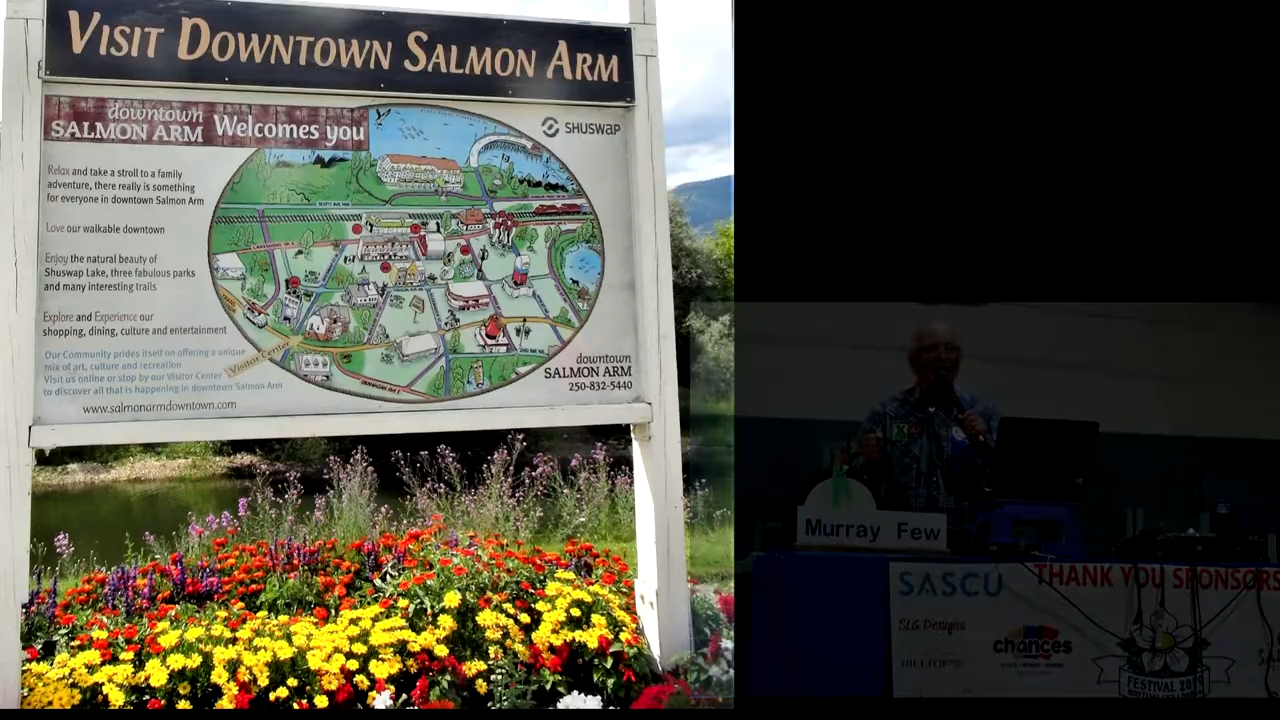 VISIT DOWNTOWN SALMON ARM
downtown
SALMON ARM
Welcomes you
SHUSWAP
Relax and take a stroll to a family
adventure, there really is something
for everyone in downtown Salmon Arm
Love our walkable downtown
Enjoy the natural beauty of
Shuswap Lake, three fabulous parks
and many interesting trails
Explore and Experience our
shopping, dining, culture and entertainment
Our Community prides itself on offering a unique
mix of art, culture and recreation
Visit us online or stop by our Visitor Center
to discover all that is happening in downtown Salmon Arm
www.salmonarmdowntown.com
Visitor Center
downtown
SALMON ARM
250-832-5440
Murray Few
SASCU
THANK YOU SPONSORS
SLG Designs
chances
FESTIVAL